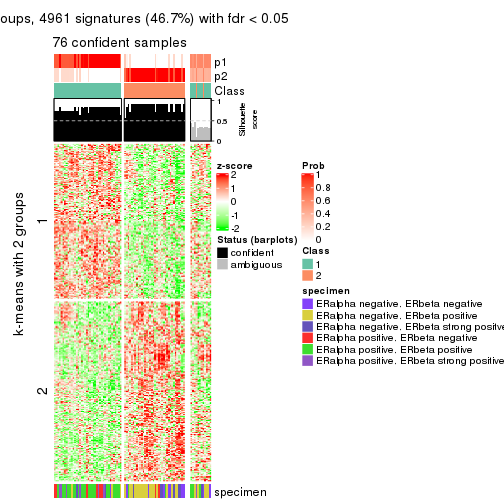 oups, 4961 signatures (46.7%) with fdr < 0.05
76 confident samples
p1
p2
Class
1
0.5
0
Silhouette
score
k-means with 2 groups
1
2
z-score
2
1
0
-1
-2
Status (barplots)
confident
ambiguous
Prob
1
0.8
0.6
0.4
0.2
0
Class
1
2
specimen
ERalpha negative. ERbeta negative
ERalpha negative. ERbeta positive
ERalpha negative. ERbeta strong positive
ERalpha positive. ERbeta negative
ERalpha positive. ERbeta positive
ERalpha positive. ERbeta strong positive
specimen